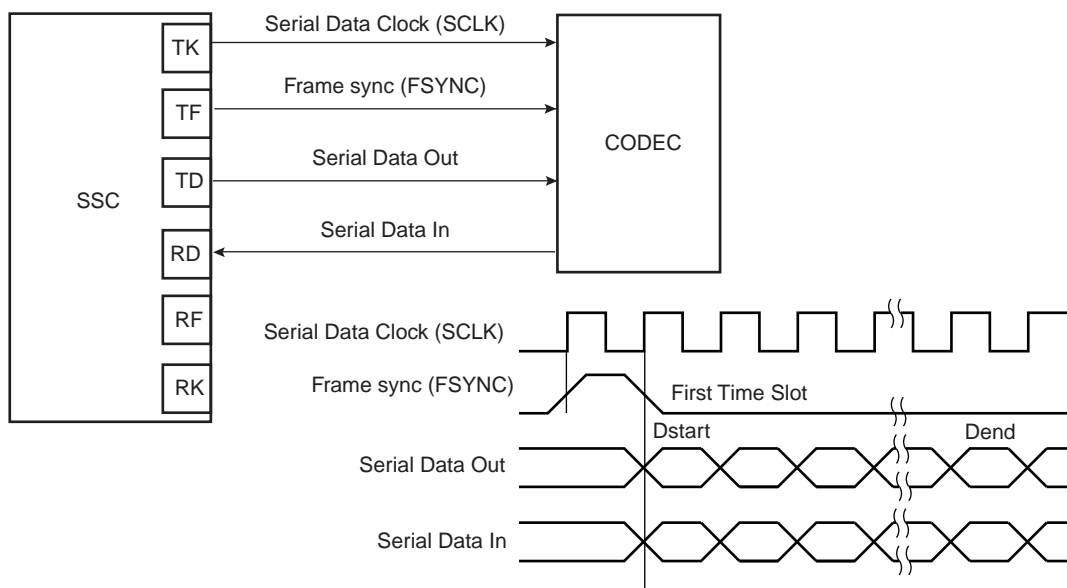 Serial Data Clock (SCLK)
TK
Frame sync (FSYNC)
TF
CODEC
Serial Data Out
TD
SSC
Serial Data In
RD
RF
Serial Data Clock (SCLK)
RK
Frame sync (FSYNC)
First Time Slot
Dstart
Dend
Serial Data Out
Serial Data In